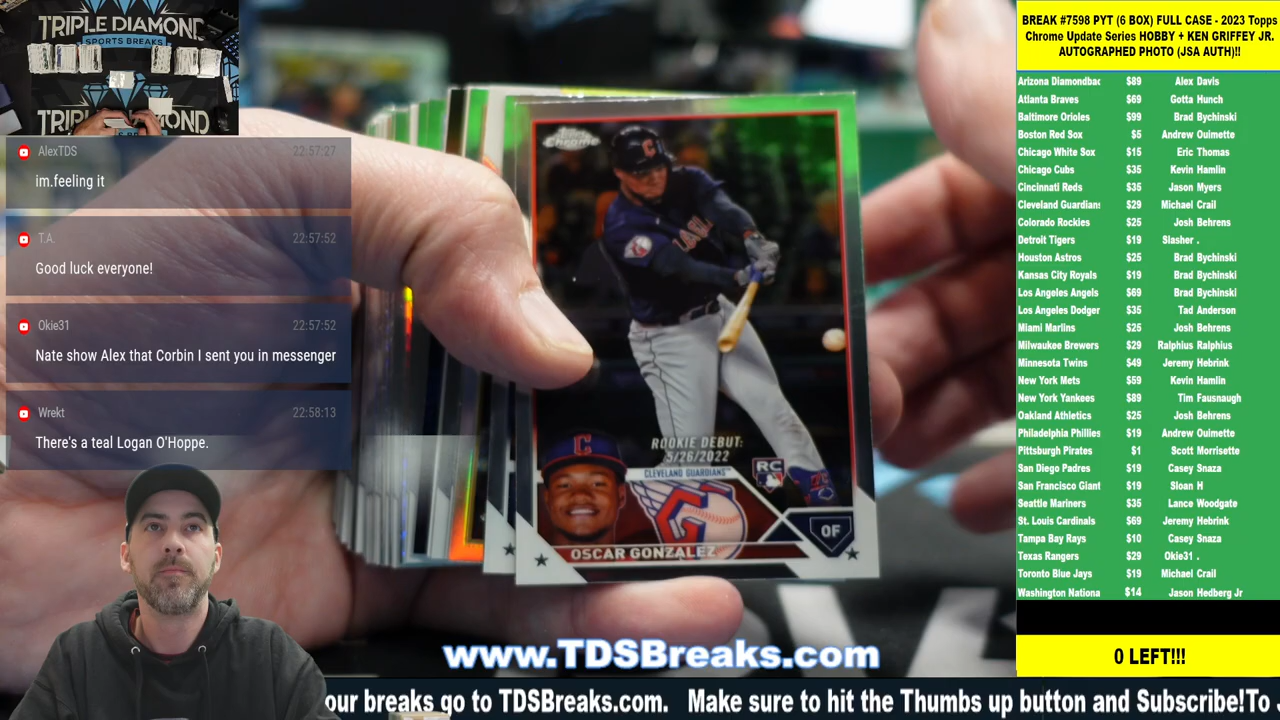 TRIPLE DIAMOND
SPORTS BREAKS
TRIPLE DIAMOND
AlexTDS 22:57:27
im.feeling it
T.A. 22:57:52
Good luck everyone!
Okie31 22:57:52
Nate show Alex that Corbin I sent you in messenger
Wrekt 22:58:13
There's a teal Logan O'Hoppe.
Topps
Chrome
ROOKIE DEBUT:
5/26/2022
CLEVELAND GUARDIANS
RC
OF
OSCAR GONZALEZ
www.TDSBreaks.com
our breaks go to TDSBreaks.com. Make sure to hit the Thumbs up button and Subscribe!To
BREAK #7598 PYT (6 BOX) FULL CASE - 2023 Topps
Chrome Update Series HOBBY + KEN GRIFFEY JR.
AUTOGRAPHED PHOTO (JSA AUTH)!!
Arizona Diamondbac $89 Alex Davis
Atlanta Braves $69 Gotta Hunch
Baltimore Orioles $99 Brad Bychinski
Boston Red Sox $5 Andrew Ouimette
Chicago White Sox $15 Eric Thomas
Chicago Cubs $35 Kevin Hamlin
Cincinnati Reds $35 Jason Myers
Cleveland Guardians $29 Michael Crail
Colorado Rockies $25 Josh Behrens
Detroit Tigers $19 Slasher .
Houston Astros $25 Brad Bychinski
Kansas City Royals $19 Brad Bychinski
Los Angeles Angels $69 Brad Bychinski
Los Angeles Dodger $35 Tad Anderson
Miami Marlins $25 Josh Behrens
Milwaukee Brewers $29 Ralphius Ralphius
Minnesota Twins $49 Jeremy Hebrink
New York Mets $59 Kevin Hamlin
New York Yankees $89 Tim Fausnaugh
Oakland Athletics $25 Josh Behrens
Philadelphia Phillies $19 Andrew Ouimette
Pittsburgh Pirates $1 Scott Morrisette
San Diego Padres $19 Casey Snaza
San Francisco Giant $19 Sloan H
Seattle Mariners $35 Lance Woodgate
St. Louis Cardinals $69 Jeremy Hebrink
Tampa Bay Rays $10 Casey Snaza
Texas Rangers $29 Okie31 .
Toronto Blue Jays $19 Michael Crail
Washington Nationa $14 Jason Hedberg Jr
0 LEFT!!!